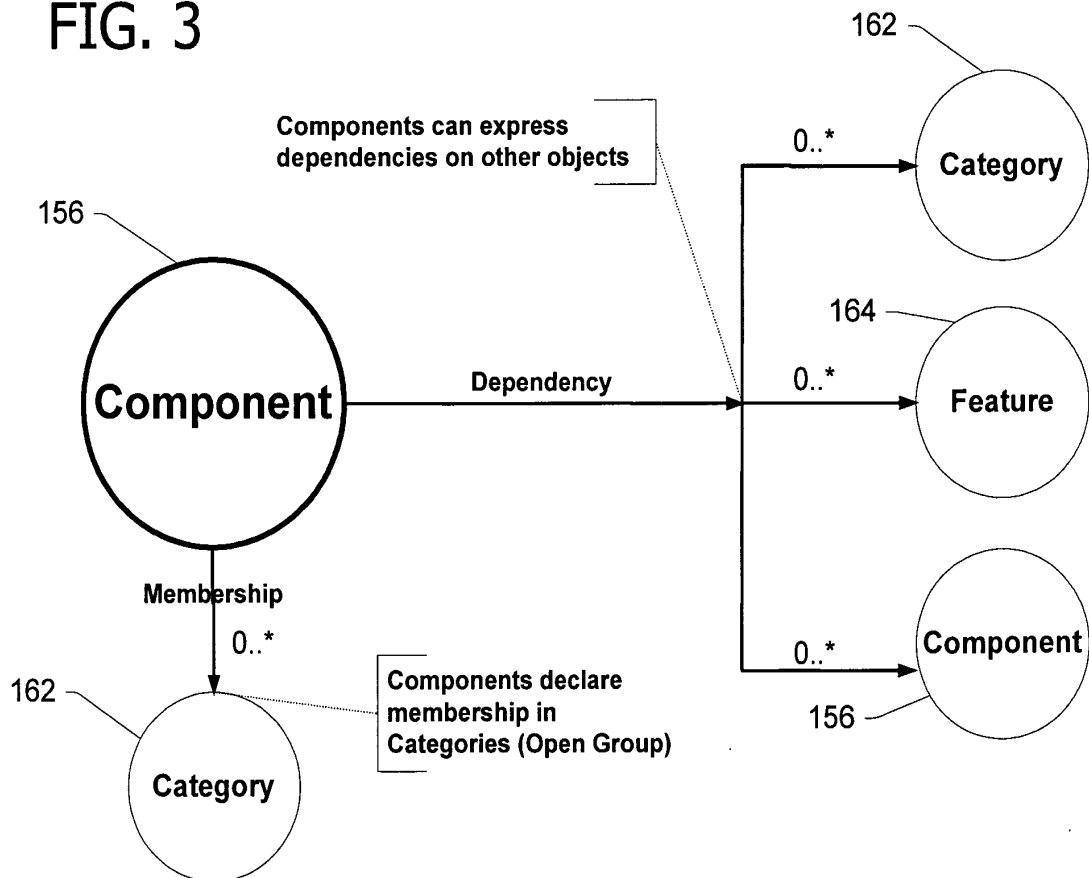 FIG. 3
162
Components can express
dependencies on other objects
0..*
Category
156
164
Component
Dependency
0..*
Feature
Membership
0..*
0..*
Component
162
Components declare
membership in
Categories (Open Group)
156
Category